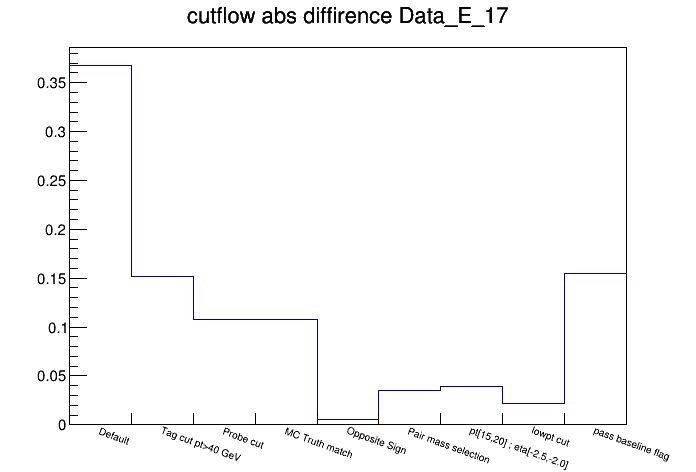 cutflow abs diffirence Data_E_17
0.35
0.3
0.25
0.2
0.15
0.1
0.05
0
Default
Tag cut pt>40 GeV
Probe cut
MC Truth match
Opposite Sign
Pair mass selection
pt[15,20] ; eta[-2.5,-2.0]
lowpt cut
pass baseline flag